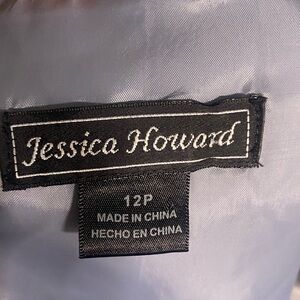 Jessica Howard
12P
MADE IN CHINA
HECHO EN CHINA